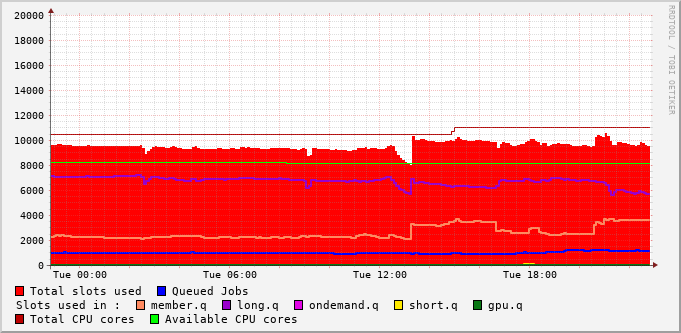 RRDTOOL / TOBI OETIKER
20000
18000
16000
14000
12000
10000
8000
6000
4000
2000
0
Tue 00:00 Tue 06:00 Tue 12:00 Tue 18:00
Total slots used Queued Jobs
Slots used in : member.q long.q ondemand.q short.q gpu.q
Total CPU cores Available CPU cores